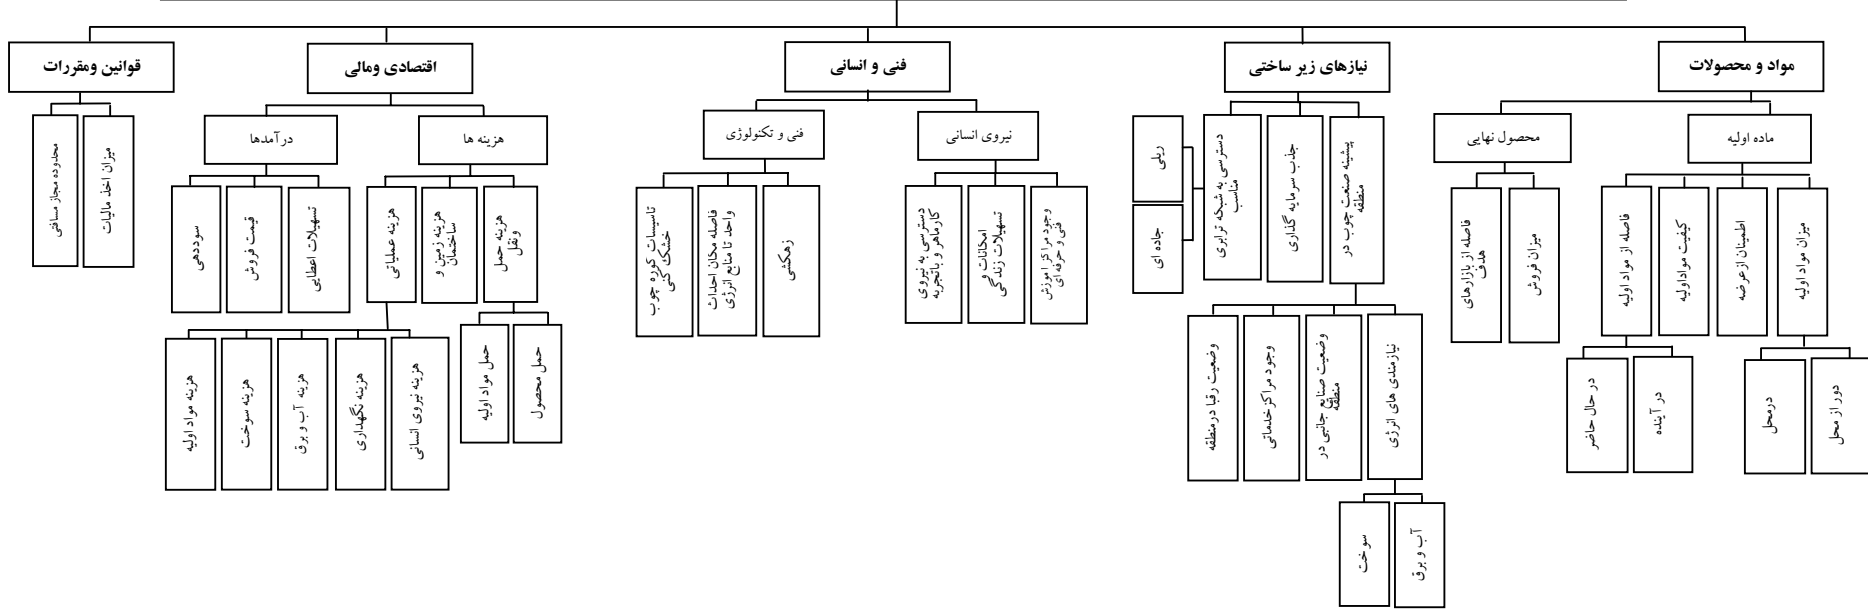 مواد و محصولات
نیازهای زیر ساختی
فنی و انسانی
اقتصادی ومالی
قوانین ومقررات
ماده اولیه
محصول نهایی
نیروی انسانی
فنی و تکنولوژی
هزینه ها
درآمدها
میزان مواد اولیه
اطمینان ازعرضه
کیفیت مواداولیه
فاصله از مواد اولیه
میزان فروش
فاصله از بازارهای
هدف
پیشینه صنعت چوب در
منطقه
جذب سرمایه گذاری
دسترسی به شبکه ترابری
مناسب
ریلی
جاده ای
وجود مراکز آموزش
فنی و حرفه ای
امکانات و
تسهیلات زندگی
دسترسی به نیروی
کارماهر و باتجربه
زهکشی
فاصله مکان احداث
واحد تا منابع انرژی
تاسیسات کوره چوب
خشک کنی
هزینه حمل
و نقل
هزینه زمین و
ساختمان
هزینه عملیاتی
تسهیلات اعطایی
قیمت فروش
سوددهی
میزان اخذ مالیات
محدوده مجاز مسافتی
دور از محل
درمحل
در آینده
در حال حاضر
نیازمندی های انرژی
وضعیت صنایع جانبی در
منطقه
وجود مراکزخدماتی
وضعیت رقبا درمنطقه
حمل محصول
حمل مواد اولیه
هزینه نیروی انسانی
هزینه نگهداری
هزینه آب و برق
هزینه سوخت
هزینه مواد اولیه
آب و برق
سوخت